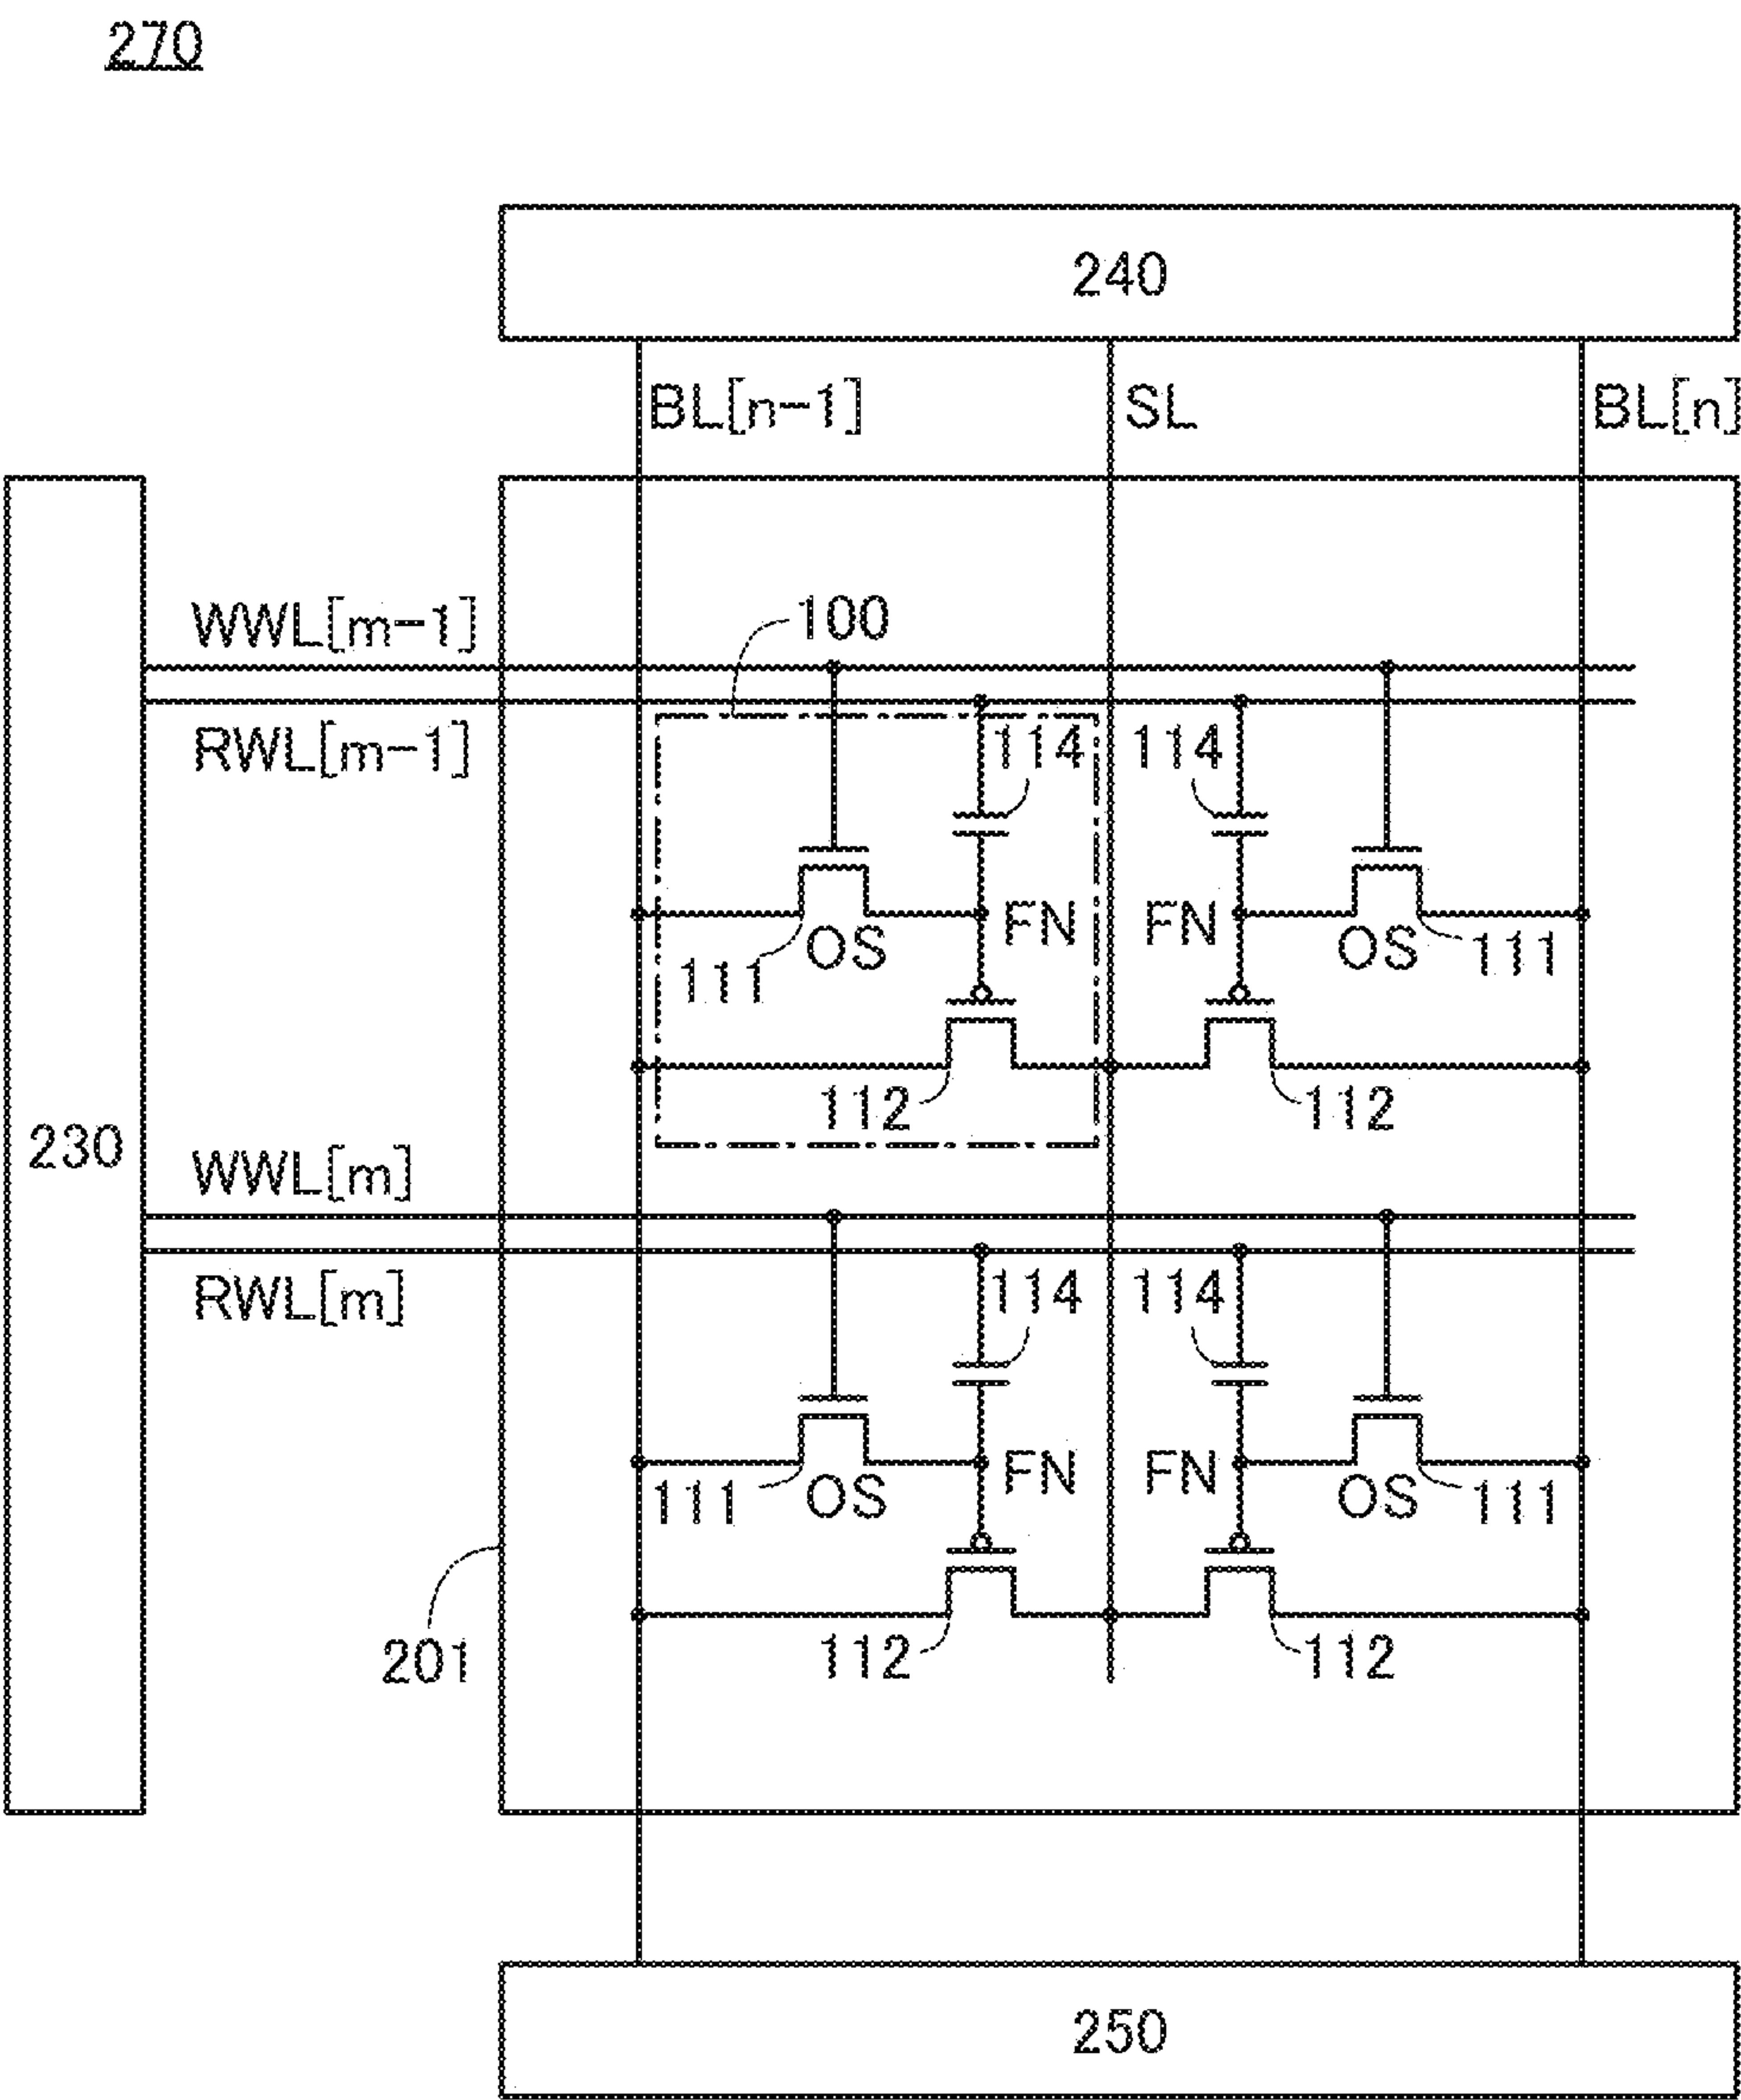 270
240
BL[n-1] SL BL[n]
WWL[m-1] 100
RWL[m-1] 114 114
FN FN
111 OS OS 111
112 112
230 WWL[m]
RWL[m] 114 114
FN FN
111 OS OS 111
201 112 112
250